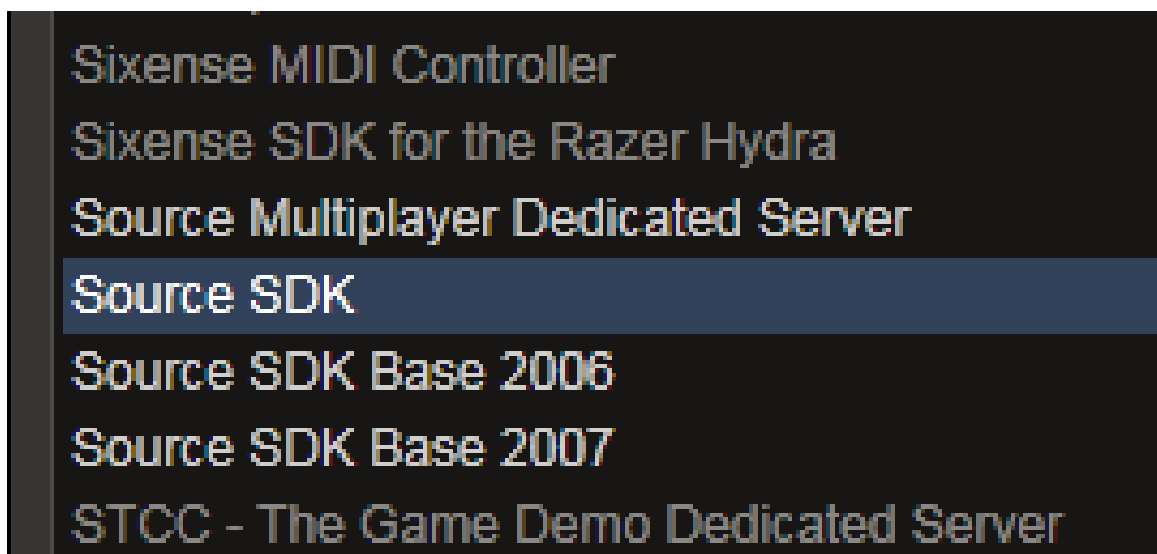 Sixense MIDI Controller
Sixense SDK for the Razer Hydra
Source Multiplayer Dedicated Server
Source SDK
Source SDK Base 2006
Source SDK Base 2007
STCC - The Game Demo Dedicated Server